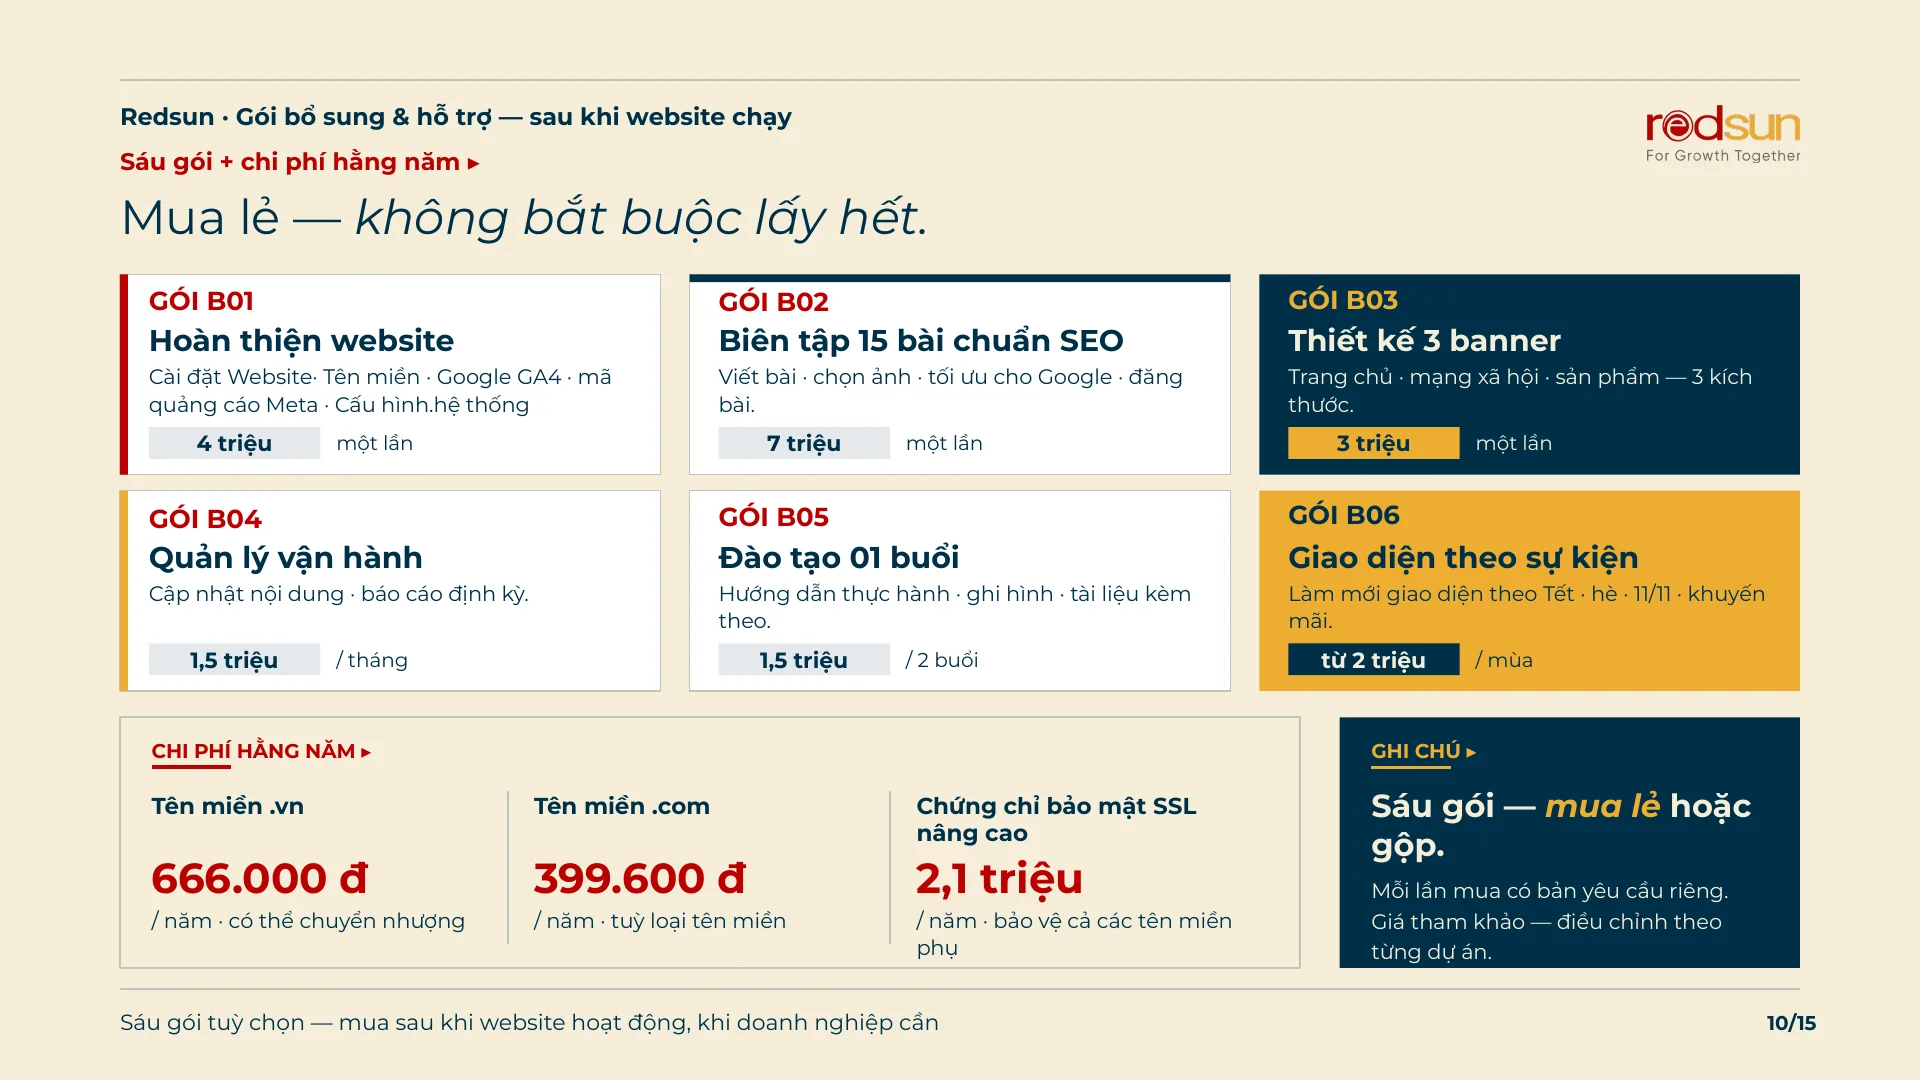 Redsun · Gói bổ sung & hỗ trợ — sau khi website chạy
redsun
For Growth Together
Sáu gói + chi phí hằng năm ▸
Mua lẻ — không bắt buộc lấy hết.
GÓI B01
Hoàn thiện website
Cài đặt Website· Tên miền · Google GA4 · mã
quảng cáo Meta · Cấu hình.hệ thống
4 triệu một lần
GÓI B02
Biên tập 15 bài chuẩn SEO
Viết bài · chọn ảnh · tối ưu cho Google · đăng
bài.
7 triệu một lần
GÓI B03
Thiết kế 3 banner
Trang chủ · mạng xã hội · sản phẩm — 3 kích
thước.
3 triệu một lần
GÓI B04
Quản lý vận hành
Cập nhật nội dung · báo cáo định kỳ.
1,5 triệu / tháng
GÓI B05
Đào tạo 01 buổi
Hướng dẫn thực hành · ghi hình · tài liệu kèm
theo.
1,5 triệu / 2 buổi
GÓI B06
Giao diện theo sự kiện
Làm mới giao diện theo Tết · hè · 11/11 · khuyến
mãi.
từ 2 triệu / mùa
CHI PHÍ HẰNG NĂM ▸
Tên miền .vn
666.000 đ
/ năm · có thể chuyển nhượng
Tên miền .com
399.600 đ
/ năm · tuỳ loại tên miền
Chứng chỉ bảo mật SSL
nâng cao
2,1 triệu
/ năm · bảo vệ cả các tên miền
phụ
GHI CHÚ ▸
Sáu gói — mua lẻ hoặc
gộp.
Mỗi lần mua có bản yêu cầu riêng.
Giá tham khảo — điều chỉnh theo
từng dự án.
Sáu gói tuỳ chọn — mua sau khi website hoạt động, khi doanh nghiệp cần
10/15